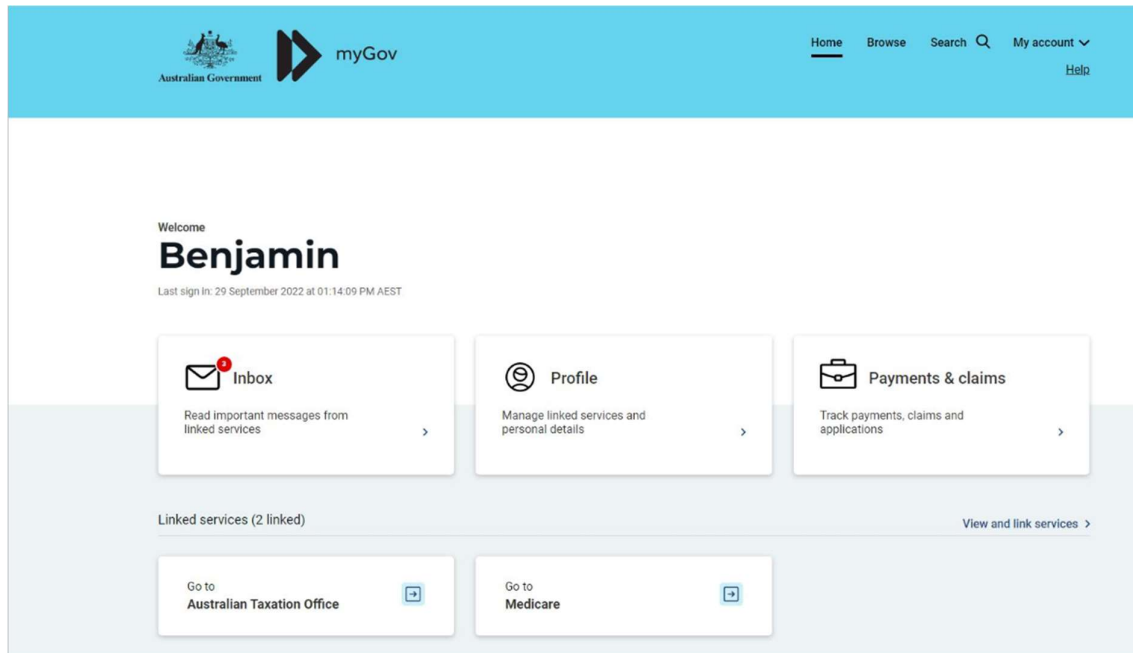 Australian Government
myGov
Home Browse Search My account
Help
Welcome
Benjamin
Last sign in: 29 September 2022 at 01:14:09 PM AEST
3
Inbox
Read important messages from
linked services
Profile
Manage linked services and
personal details
Payments & claims
Track payments, claims and
applications
Linked services (2 linked)
View and link services
Go to
Australian Taxation Office
Go to
Medicare